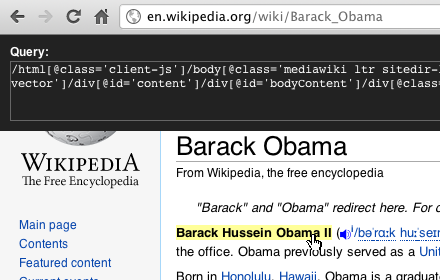 en.wikipedia.org/wiki/Barack_Obama
Query:
/html[@class='client-js']/body[@class='mediawiki ltr sitedir-
vector']/div[@id='content']/div[@id='bodyContent']/div[@clas
WIKIPEDIA
The Free Encyclopedia
Main page
Contents
Featured content
Current events
Barack Obama
From Wikipedia, the free encyclopedia
"Barack" and "Obama" redirect here. For o
Barack Hussein Obama II (/bəˈrɑːk huːˈseɪn
the office. Obama previously served as a Unit
Born in Honolulu, Hawaii, Obama is a graduat